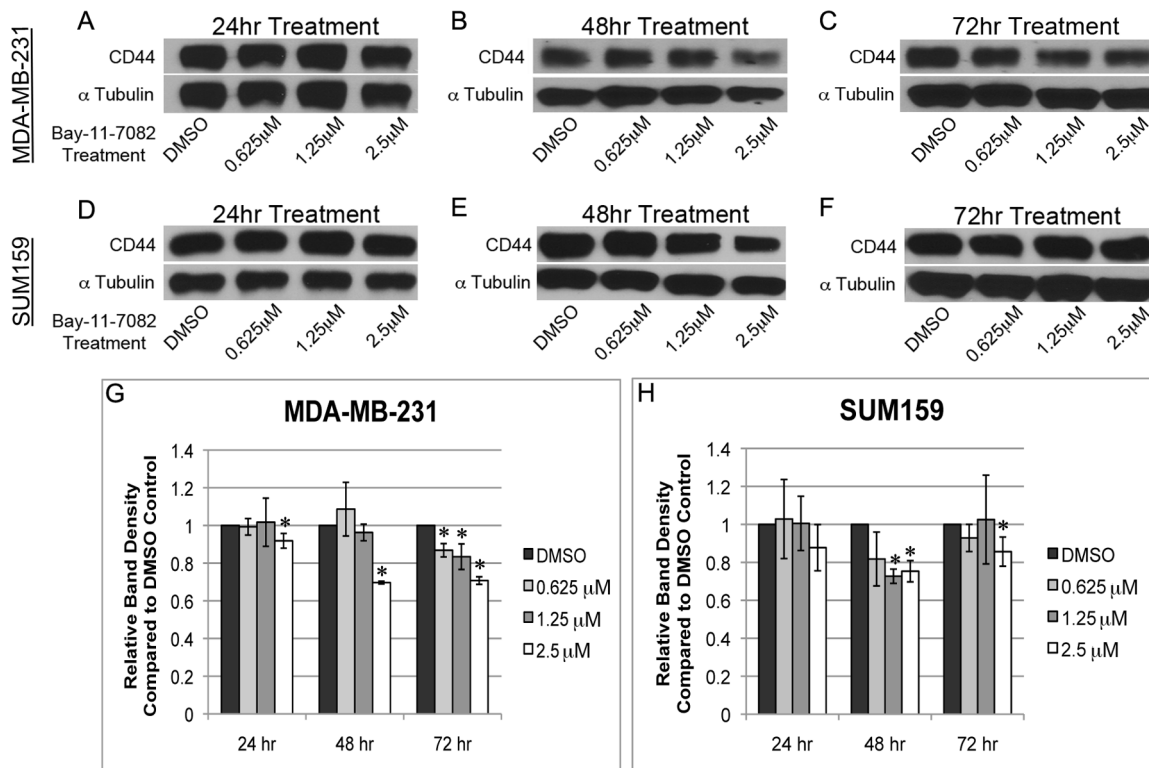 MDA-MB-231
A
24hr Treatment
CD44
α Tubulin
Bay-11-7082
Treatment
DMSO
0.625μM
1.25μM
2.5μM
B
48hr Treatment
CD44
α Tubulin
DMSO
0.625μM
1.25μM
2.5μM
C
72hr Treatment
CD44
α Tubulin
DMSO
0.625μM
1.25μM
2.5μM
SUM159
D
24hr Treatment
CD44
α Tubulin
Bay-11-7082
Treatment
DMSO
0.625μM
1.25μM
2.5μM
E
48hr Treatment
CD44
α Tubulin
DMSO
0.625μM
1.25μM
2.5μM
F
72hr Treatment
CD44
α Tubulin
DMSO
0.625μM
1.25μM
2.5μM
G
MDA-MB-231
Relative Band Density
Compared to DMSO Control
1.4
1.2
1
0.8
0.6
0.4
0.2
0
*
*
* *
*
24 hr
48 hr
72 hr
DMSO
0.625 μM
1.25 μM
2.5 μM
H
SUM159
Relative Band Density
Compared to DMSO Control
1.4
1.2
1
0.8
0.6
0.4
0.2
0
* *
*
24 hr
48 hr
72 hr
DMSO
0.625 μM
1.25 μM
2.5 μM